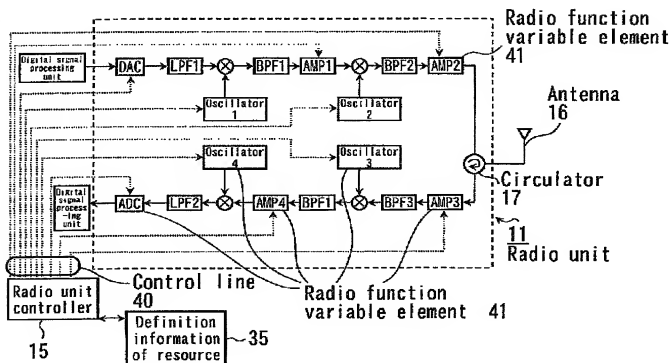 Radio function
variable element
41
Digital signal
processing
unit
DAC
LPF1
BPF1
AMP1
BPF2
AMP2
Antenna
16
Oscillator
1
Oscillator
2
Oscillator
4
Oscillator
3
Circulator
17
Digital
signal
process
-ing unit
ADC
LPF2
AMP4
BPF1
BPF3
AMP3
11
Radio unit
Control line
40
Radio function
variable element 41
Radio unit
controller
15
Definition
information
of resource
35